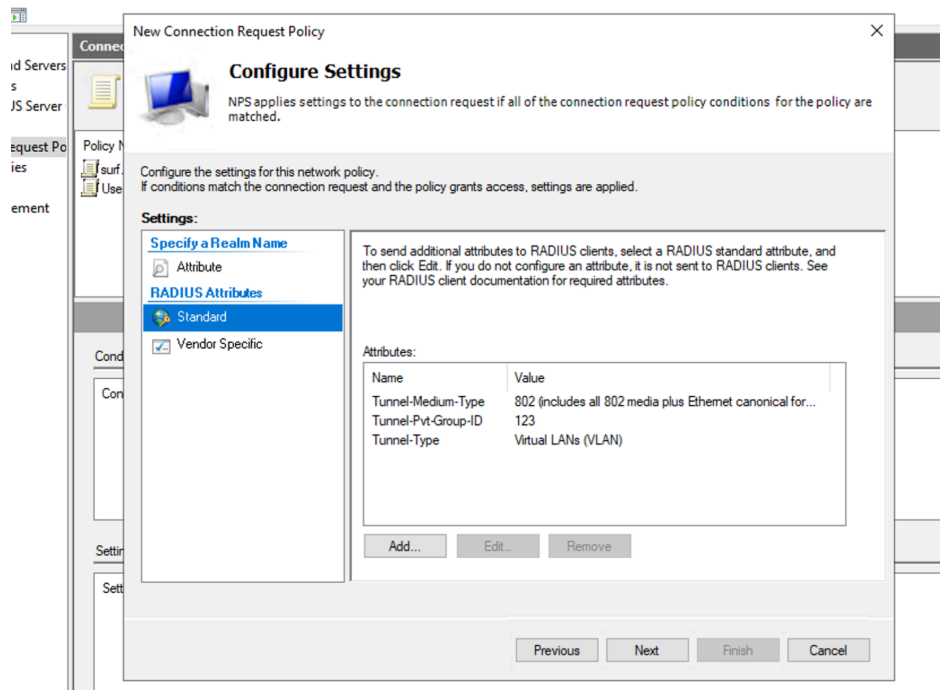 New Connection Request Policy
Configure Settings
NPS applies settings to the connection request if all of the connection request policy conditions for the policy are
matched.
Connec
nd Servers
s
US Server
equest Po
ies
ement
Policy N
surf.
Use
Configure the settings for this network policy.
If conditions match the connection request and the policy grants access, settings are applied.
Settings:
Specify a Realm Name
Attribute
RADIUS Attributes
Standard
Vendor Specific
To send additional attributes to RADIUS clients, select a RADIUS standard attribute, and
then click Edit. If you do not configure an attribute, it is not sent to RADIUS clients. See
your RADIUS client documentation for required attributes.
Attributes:
Name Value
Tunnel-Medium-Type 802 (includes all 802 media plus Ethernet canonical for...
Tunnel-Pvt-Group-ID 123
Tunnel-Type Virtual LANs (VLAN)
Add... Edit... Remove
Cond
Con
Settin
Sett
Previous Next Finish Cancel